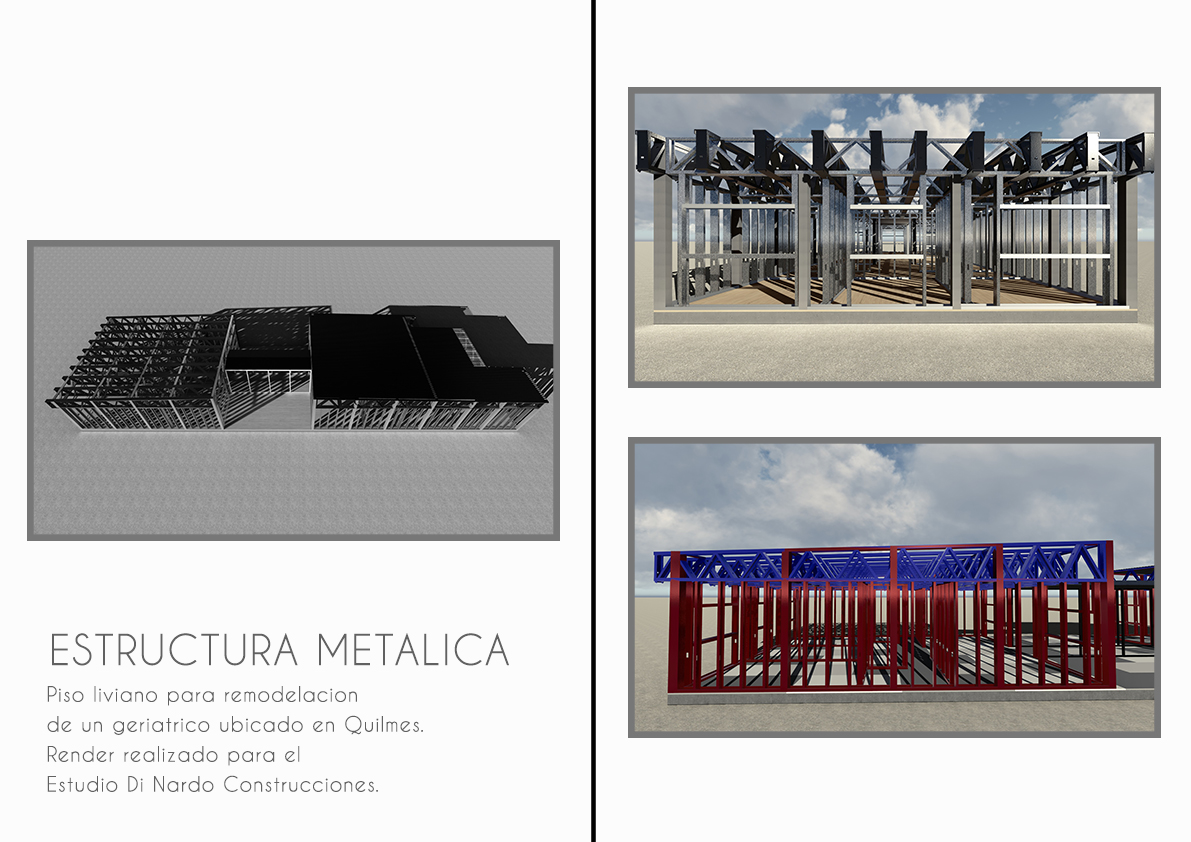 ESTRUCTURA METALICA
Piso liviano para remodelacion
de un geriatrico ubicado en Quilmes.
Render realizado para el
Estudio Di Nardo Construcciones.